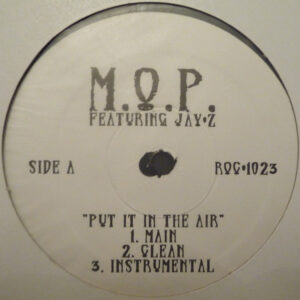 M.O.P.
FEATURING JAY•Z
SIDE A
ROC•1023
"PUT IT IN THE AIR"
1. MAIN
2. CLEAN
3. INSTRUMENTAL